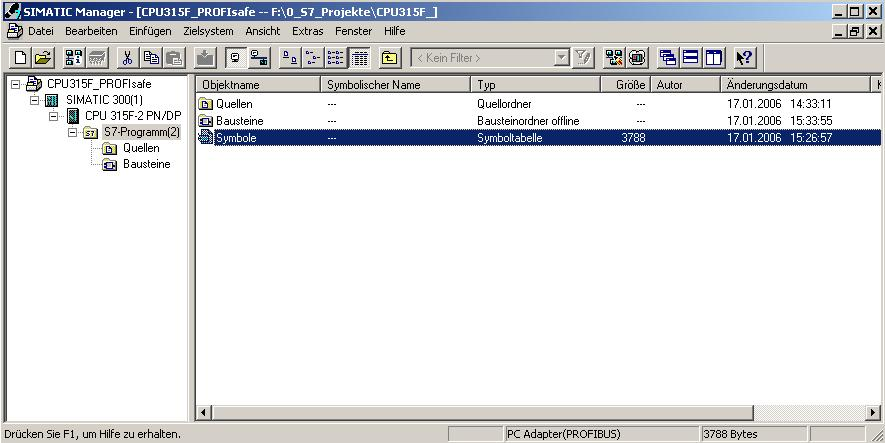 SIMATIC Manager - [CPU315F_PROFIsafe -- F:\0_S7_Projekte\CPU315F_]
Datei Bearbeiten Einfügen Zielsystem Ansicht Extras Fenster Hilfe
< Kein Filter >
CPU315F_PROFIsafe
SIMATIC 300(1)
CPU 315F-2 PN/DP
S7 S7-Programm(2)
Quellen
Bausteine
Objektname Symbolischer Name Typ Größe Autor Änderungsdatum K
Quellen --- Quellordner --- 17.01.2006 14:33:11
Bausteine --- Bausteinordner offline --- 17.01.2006 15:33:55
Symbole --- Symboltabelle 3788 17.01.2006 15:26:57
Drücken Sie F1, um Hilfe zu erhalten. PC Adapter(PROFIBUS) 3788 Bytes